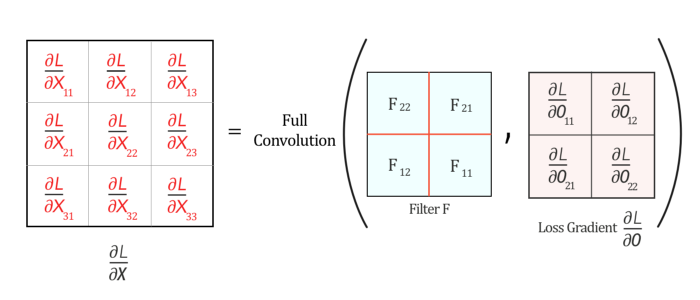 ∂L/∂X₁₁ ∂L/∂X₁₂ ∂L/∂X₁₃
∂L/∂X₂₁ ∂L/∂X₂₂ ∂L/∂X₂₃
∂L/∂X₃₁ ∂L/∂X₃₂ ∂L/∂X₃₃
∂L/∂X
=
Full
Convolution
(
F₂₂ F₂₁
F₁₂ F₁₁
Filter F
,
∂L/∂O₁₁ ∂L/∂O₁₂
∂L/∂O₂₁ ∂L/∂O₂₂
Loss Gradient ∂L/∂O
)